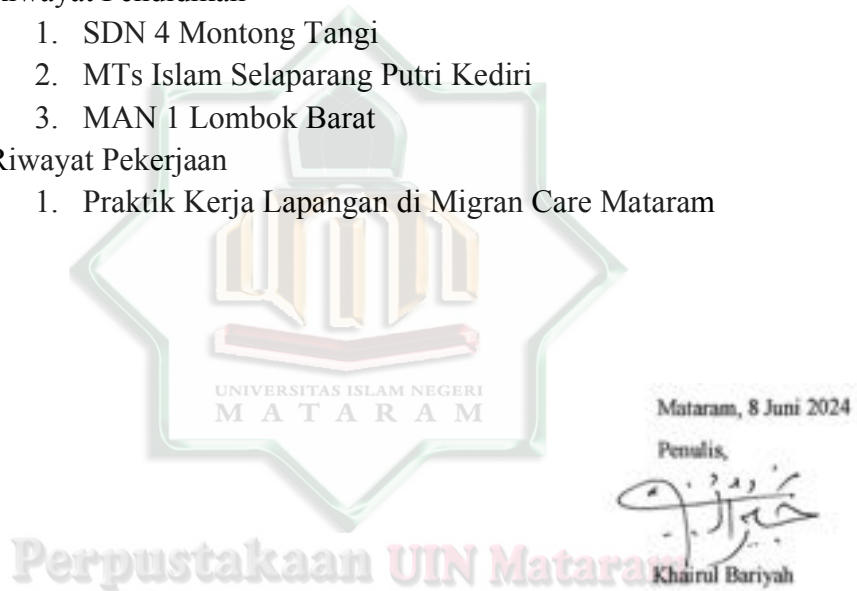 1. SDN 4 Montong Tangi
2. MTs Islam Selaparang Putri Kediri
3. MAN 1 Lombok Barat
Riwayat Pekerjaan
1. Praktik Kerja Lapangan di Migran Care Mataram
UNIVERSITAS ISLAM NEGERI
MATARAM
Mataram, 8 Juni 2024
Penulis,
Khairul Bariyah
Perpustakaan UIN Mataram